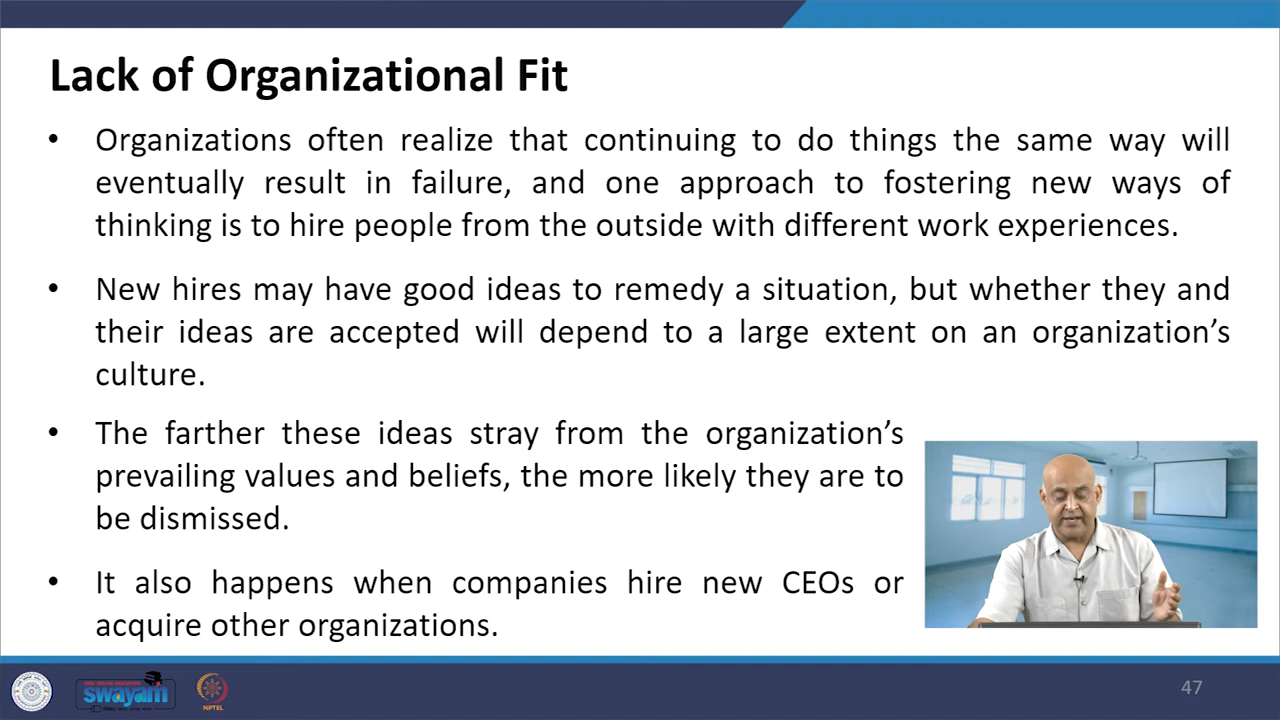 Lack of Organizational Fit
• Organizations often realize that continuing to do things the same way will
eventually result in failure, and one approach to fostering new ways of
thinking is to hire people from the outside with different work experiences.
• New hires may have good ideas to remedy a situation, but whether they and
their ideas are accepted will depend to a large extent on an organization’s
culture.
• The farther these ideas stray from the organization’s
prevailing values and beliefs, the more likely they are to
be dismissed.
• It also happens when companies hire new CEOs or
acquire other organizations.
swayam
NPTEL
47